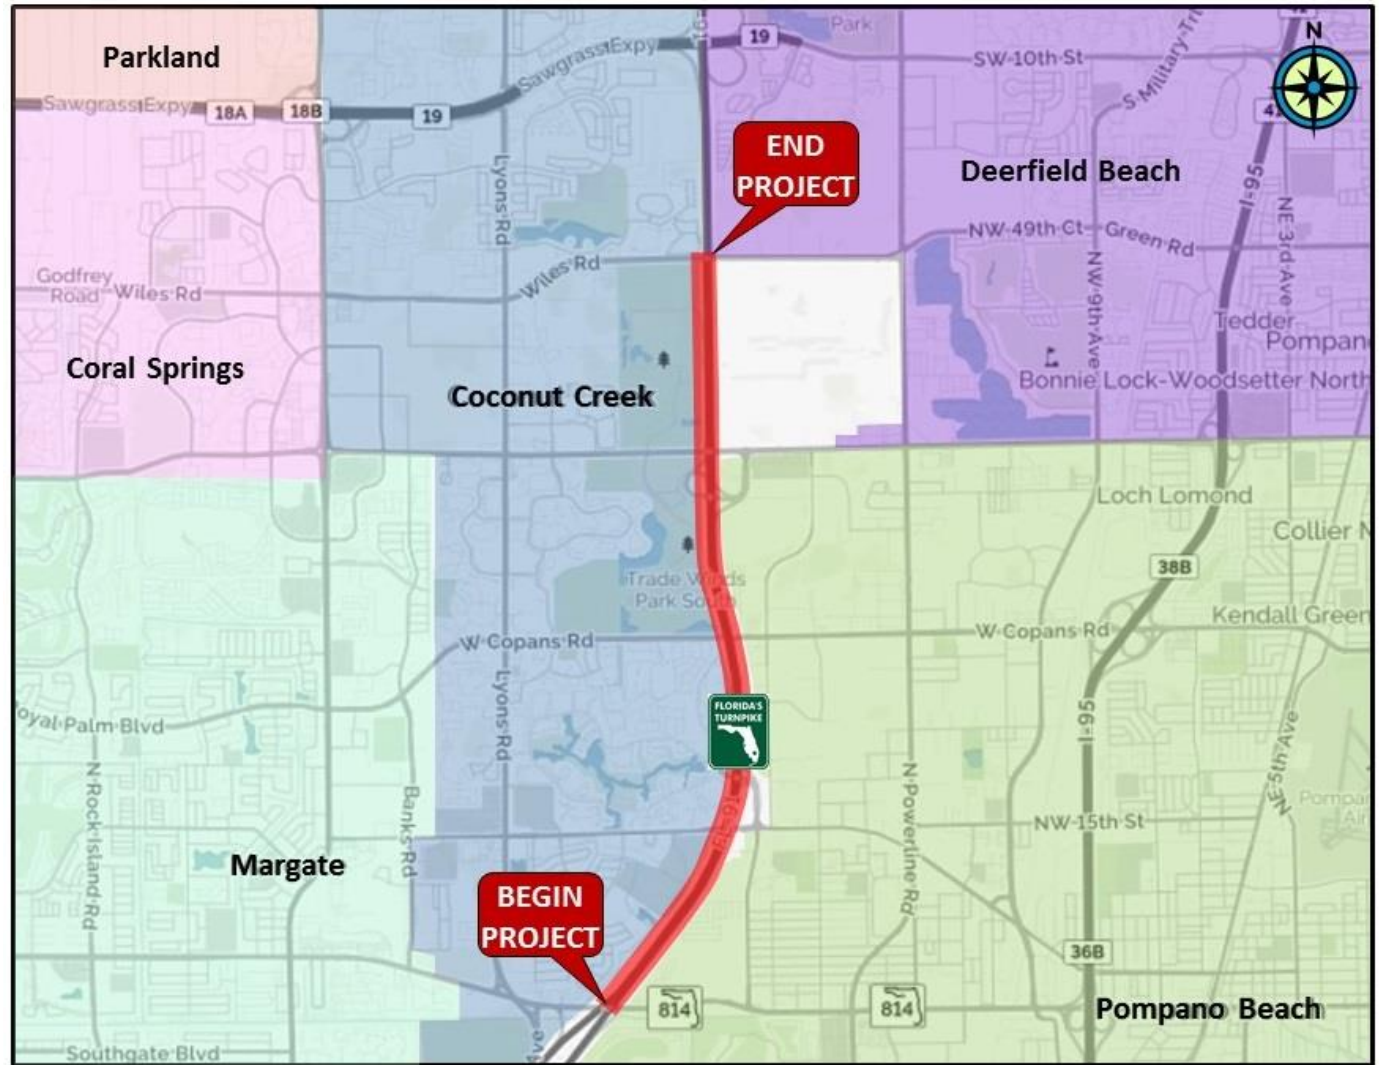 Parkland
Sawgrass Expy
18A
18B
19
Sawgrass Expy
19
Park
SW 10th St
S Military Trl
N
I-95
END
PROJECT
Deerfield Beach
NW 49th Ct
Green Rd
NE 3rd Ave
NW 9th Ave
Lyons Rd
Wiles Rd
Godfrey
Road
Wiles Rd
Coral Springs
Coconut Creek
Tedder
Pompan
Bonnie Lock-Woodsetter North
Loch Lomond
Collier
38B
Trade Winds
Park South
Kendall Green
W Copans Rd
W Copans Rd
Lyons Rd
oyal Palm Blvd
FLORIDA'S
TURNPIKE
I-95
NE 5th Ave
N Rock Island Rd
Banks Rd
N Powerline Rd
NW 15th St
Margate
BEGIN
PROJECT
36B
814
814
Pompano Beach
Southgate Blvd